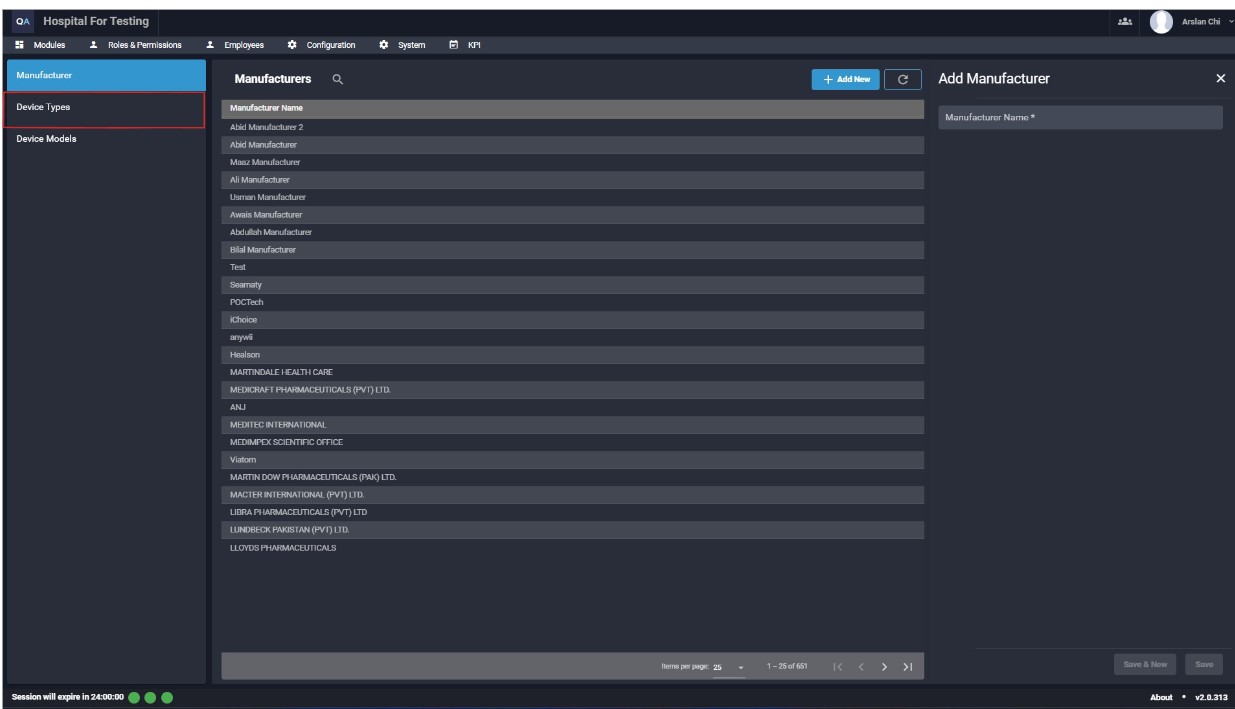 QA Hospital For Testing
Arslan Chi
Modules Roles & Permissions Employees Configuration System KPI
Manufacturer
Device Types
Device Models
Manufacturers
+ Add New
Manufacturer Name
Abid Manufacturer 2
Abid Manufacturer
Maaz Manufacturer
Ali Manufacturer
Usman Manufacturer
Awais Manufacturer
Abdullah Manufacturer
Bilal Manufacturer
Test
Seamaty
POCTech
iChoice
anywli
Healson
MARTINDALE HEALTH CARE
MEDICRAFT PHARMACEUTICALS (PVT) LTD.
ANJ
MEDITEC INTERNATIONAL
MEDIMPEX SCIENTIFIC OFFICE
Viatom
MARTIN DOW PHARMACEUTICALS (PAK) LTD.
MACTER INTERNATIONAL (PVT) LTD.
LIBRA PHARMACEUTICALS (PVT) LTD
LUNDBECK PAKISTAN (PVT) LTD.
LLOYDS PHARMACEUTICALS
Items per page: 25 1 – 25 of 651
Add Manufacturer
Manufacturer Name *
Save & New Save
Session will expire in 24:00:00
About • v2.0.313